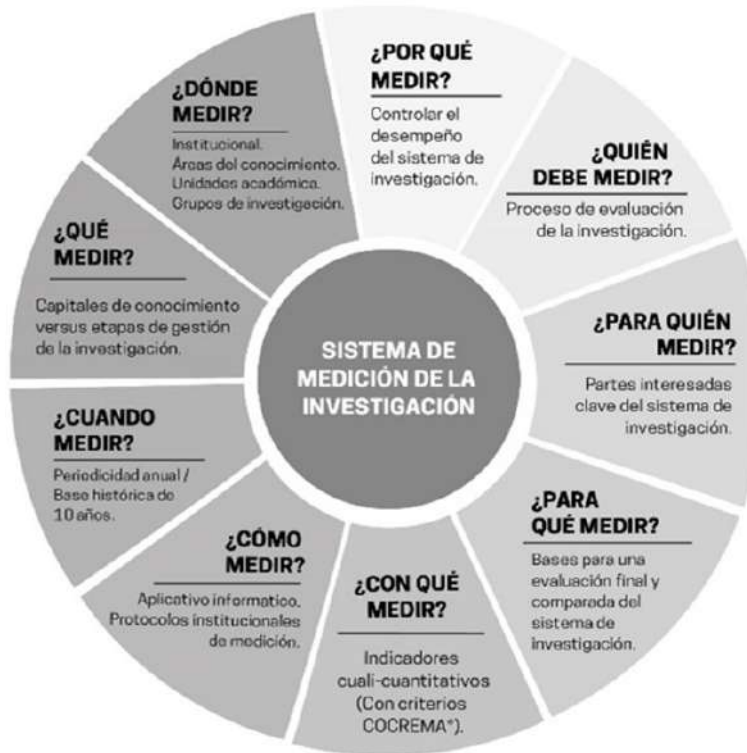 ¿POR QUÉ
MEDIR?
Controlar el
desempeño
del sistema de
investigación.
¿QUIÉN
DEBE MEDIR?
Proceso de evaluación
de la investigación.
¿PARA QUIÉN
MEDIR?
Partes interesadas
clave del sistema de
investigación.
¿PARA
QUÉ MEDIR?
Bases para una
evaluación final y
comparada del
sistema de
investigación.
¿CON QUÉ
MEDIR?
Indicadores
cuali-cuantitativos
(Con criterios
COCREMA*).
¿CÓMO
MEDIR?
Aplicativo informatico.
Protocolos institucionales
de medición.
¿CUANDO
MEDIR?
Periodicidad anual /
Base histórica de
10 años.
¿QUÉ
MEDIR?
Capitales de conocimiento
versus etapas de gestión
de la investigación.
¿DÓNDE
MEDIR?
Institucional.
Áreas del conocimiento.
Unidades académica.
Grupos de investigación.
SISTEMA DE
MEDICIÓN DE LA
INVESTIGACIÓN